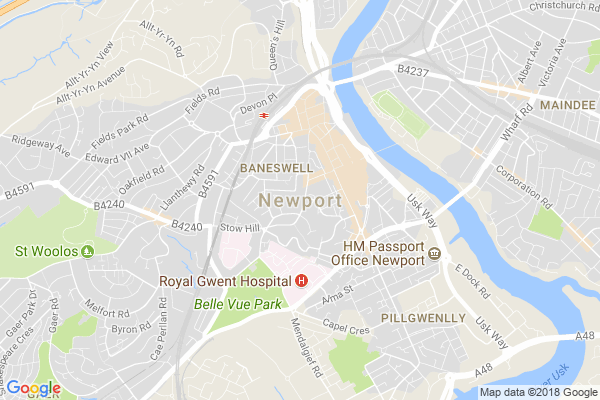 Christchurch Rd
Queen's Hill
Allt-Yr-Yn View
Allt-Yr-Yn Rd
Allt-Yr-Yn Avenue
Albert Ave
Victoria Ave
B4237
Fields Rd
Devon Pl
MAINDEE
Fields Park Rd
Wharf Rd
Ridgeway Ave
Edward VII Ave
BANESWELL
Oakfield Rd
Llanthewy Rd
B4591
B4591
Corporation Rd
Newport
Usk Way
B4240
B4240
Stow Hill
St Woolos
HM Passport
Office Newport
Royal Gwent Hospital
H
E Dock Rd
Belle Vue Park
Alma St
Gaer Park Dr
Gaer Rd
Melfort Rd
Byron Rd
Cae Perllan Rd
Mendalgief Rd
Capel Cres
PILLGWENLLY
Usk Way
A48
A48
Shakespeare Cres
GAER
Usk
Google
Map data ©2018 Google